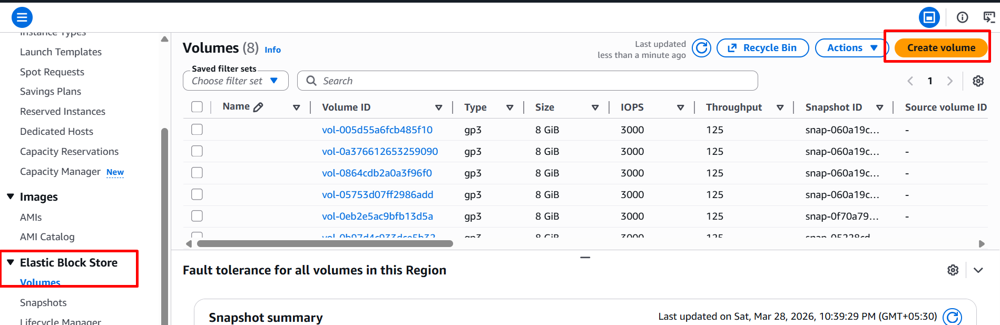 Instance Types
Launch Templates
Spot Requests
Savings Plans
Reserved Instances
Dedicated Hosts
Capacity Reservations
Capacity Manager New
Images
AMIs
AMI Catalog
Elastic Block Store
Volumes
Snapshots
Lifecycle Manager
Volumes (8) Info
Last updated
less than a minute ago
Recycle Bin
Actions
Create volume
Saved filter sets
Choose filter set
Search
1
Name Volume ID Type Size IOPS Throughput Snapshot ID Source volume ID
vol-005d55a6fcb485f10 gp3 8 GiB 3000 125 snap-060a19c... -
vol-0a376612653259090 gp3 8 GiB 3000 125 snap-060a19c... -
vol-0864cdb2a0a3f96f0 gp3 8 GiB 3000 125 snap-060a19c... -
vol-05753d07ff2986add gp3 8 GiB 3000 125 snap-060a19c... -
vol-0eb2e5ac9bfb13d5a gp3 8 GiB 3000 125 snap-0f70a79... -
gp3 8 GiB 3000 125
Fault tolerance for all volumes in this Region
Snapshot summary
Last updated on Sat, Mar 28, 2026, 10:39:29 PM (GMT+05:30)